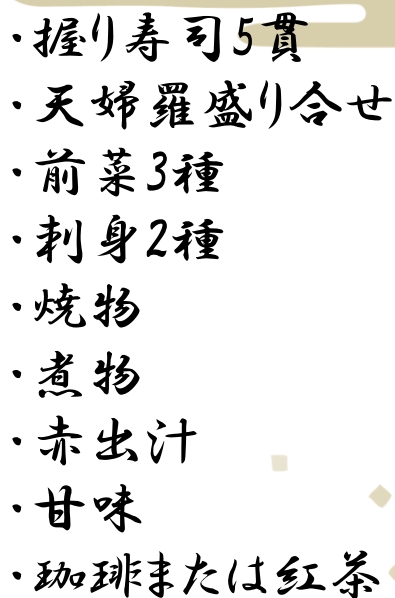 ・握り寿司5貫
・天婦羅盛り合せ
・前菜3種
・刺身2種
・焼物
・煮物
・赤出汁
・甘味
・珈琲または紅茶